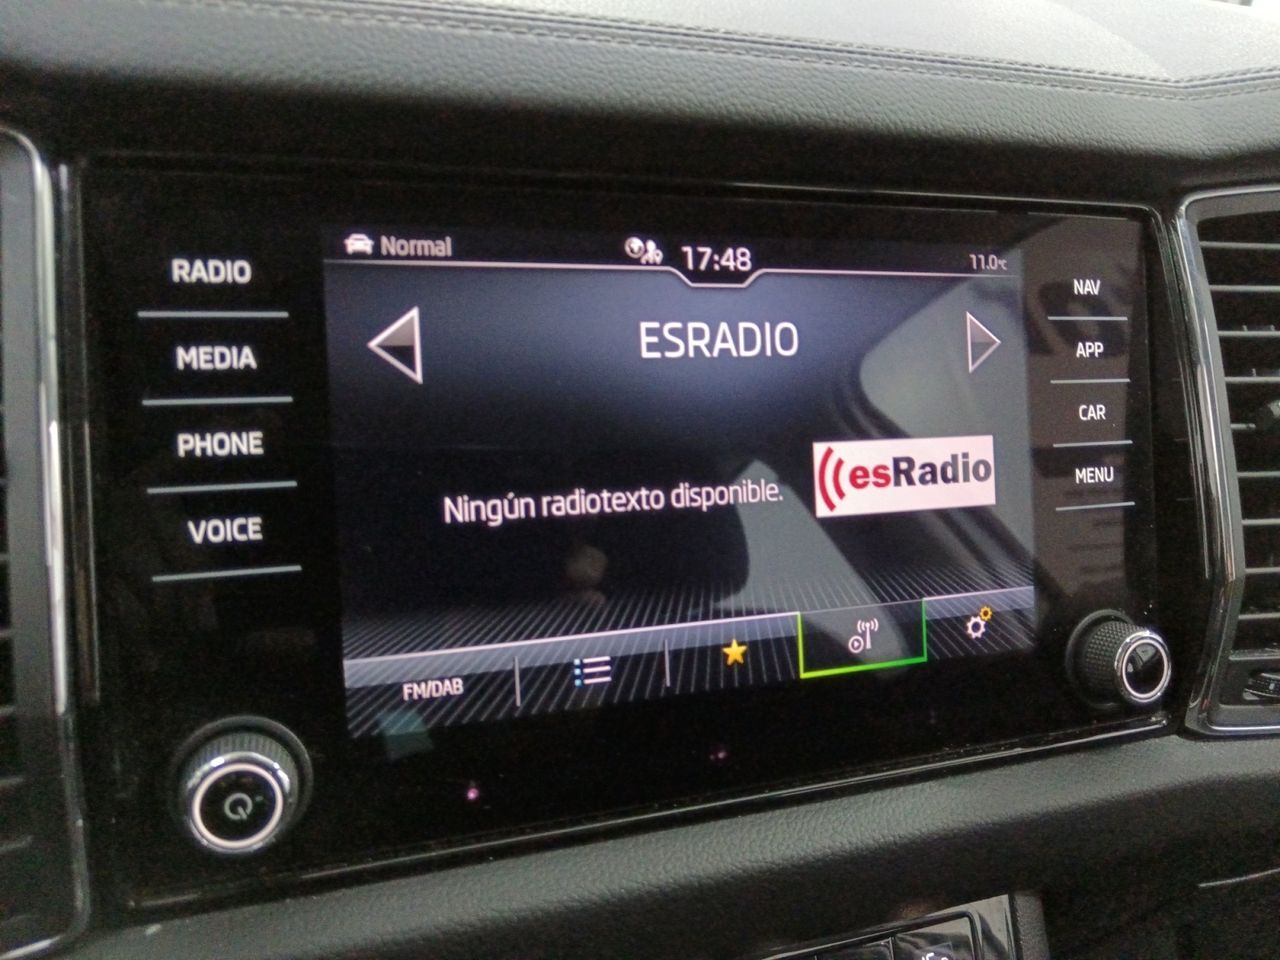 Normal
17:48
11.0°C
RADIO
MEDIA
PHONE
VOICE
ESRADIO
Ningún radiotexto disponible.
esRadio
FM/DAB
NAV
APP
CAR
MENU